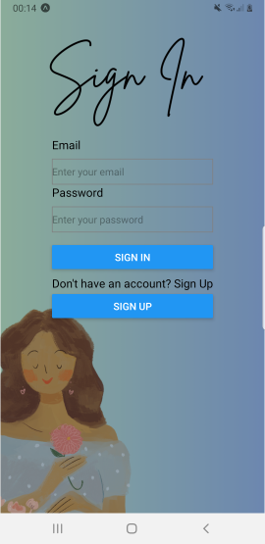 00:14
Sign In
Email
Enter your email
Password
Enter your password
SIGN IN
Don't have an account? Sign Up
SIGN UP